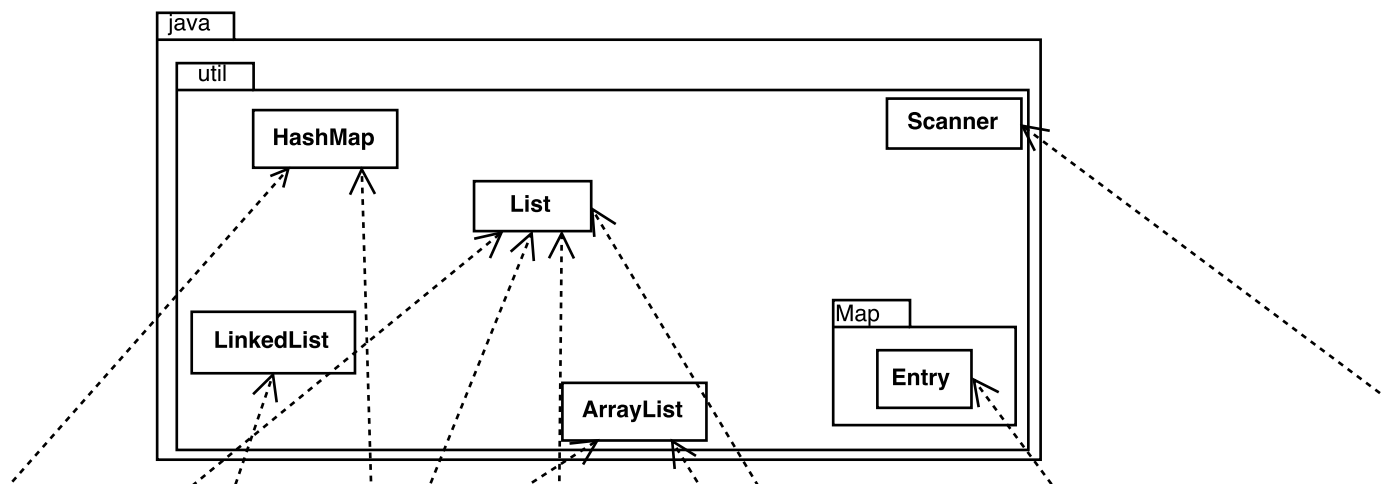 java
util
HashMap
Scanner
List
Map
LinkedList
Entry
ArrayList